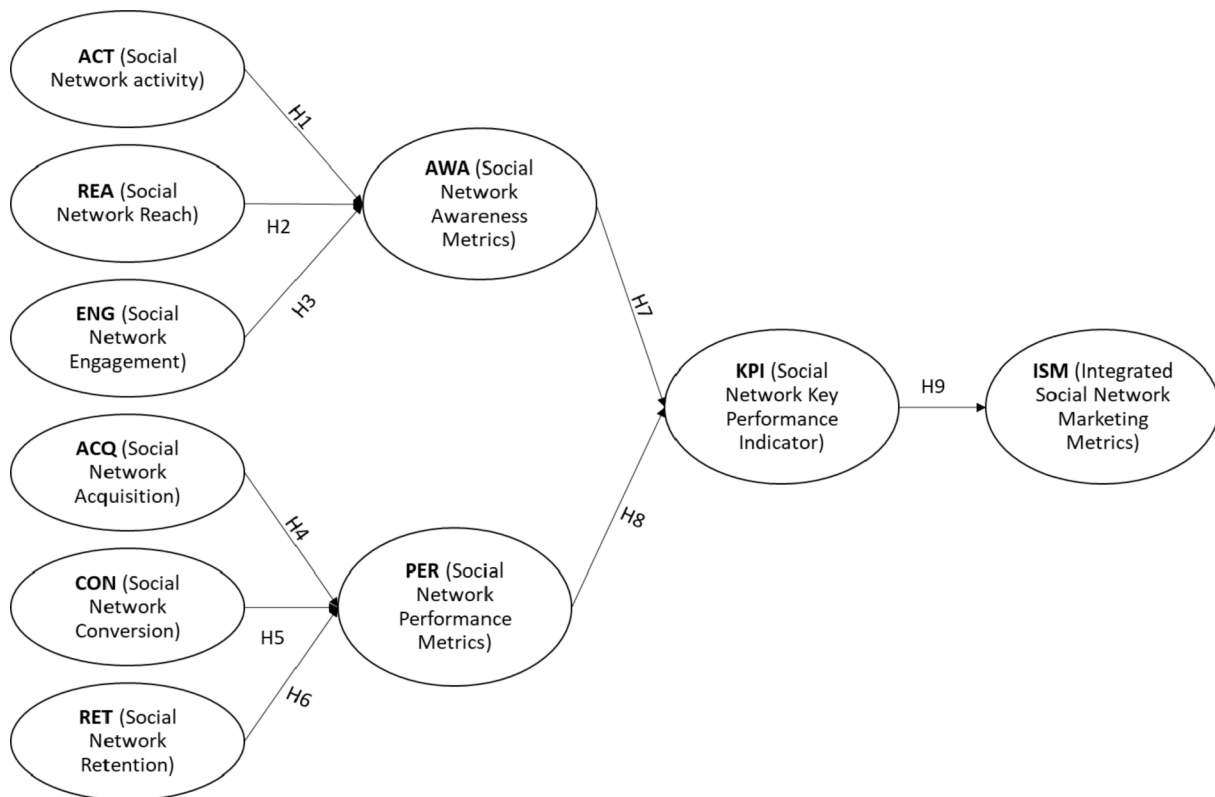 ACT (Social
Network activity)
H1
REA (Social
Network Reach)
H2
AWA (Social
Network
Awareness
Metrics)
ENG (Social
Network
Engagement)
H3
H7
KPI (Social
Network Key
Performance
Indicator)
H9
ISM (Integrated
Social Network
Marketing
Metrics)
ACQ (Social
Network
Acquisition)
H4
H8
CON (Social
Network
Conversion)
H5
PER (Social
Network
Performance
Metrics)
H6
RET (Social
Network
Retention)